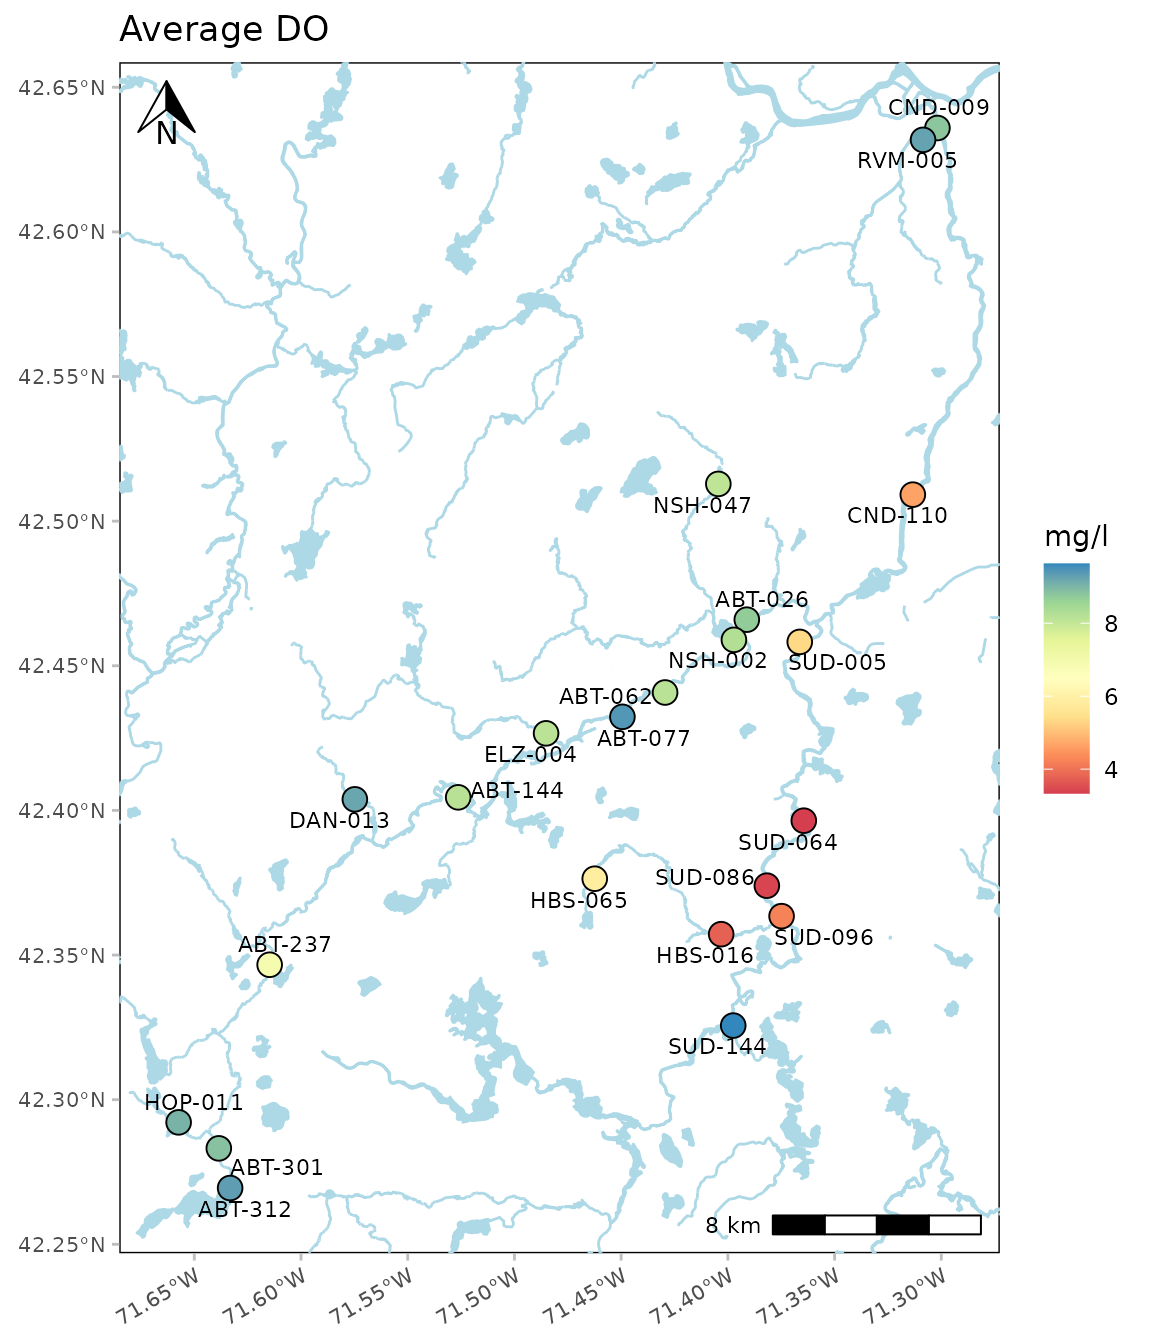 Average DO
42.65°N
42.60°N
42.55°N
42.50°N
42.45°N
42.40°N
42.35°N
42.30°N
42.25°N
N
CND-009
RVM-005
NSH-047
CND-110
ABT-026
NSH-002
SUD-005
ABT-062
ABT-077
ELZ-004
ABT-144
DAN-013
SUD-064
SUD-086
HBS-065
SUD-096
ABT-237
HBS-016
SUD-144
HOP-011
ABT-301
ABT-312
8 km
71.65°W
71.60°W
71.55°W
71.50°W
71.45°W
71.40°W
71.35°W
71.30°W
mg/l
8
6
4